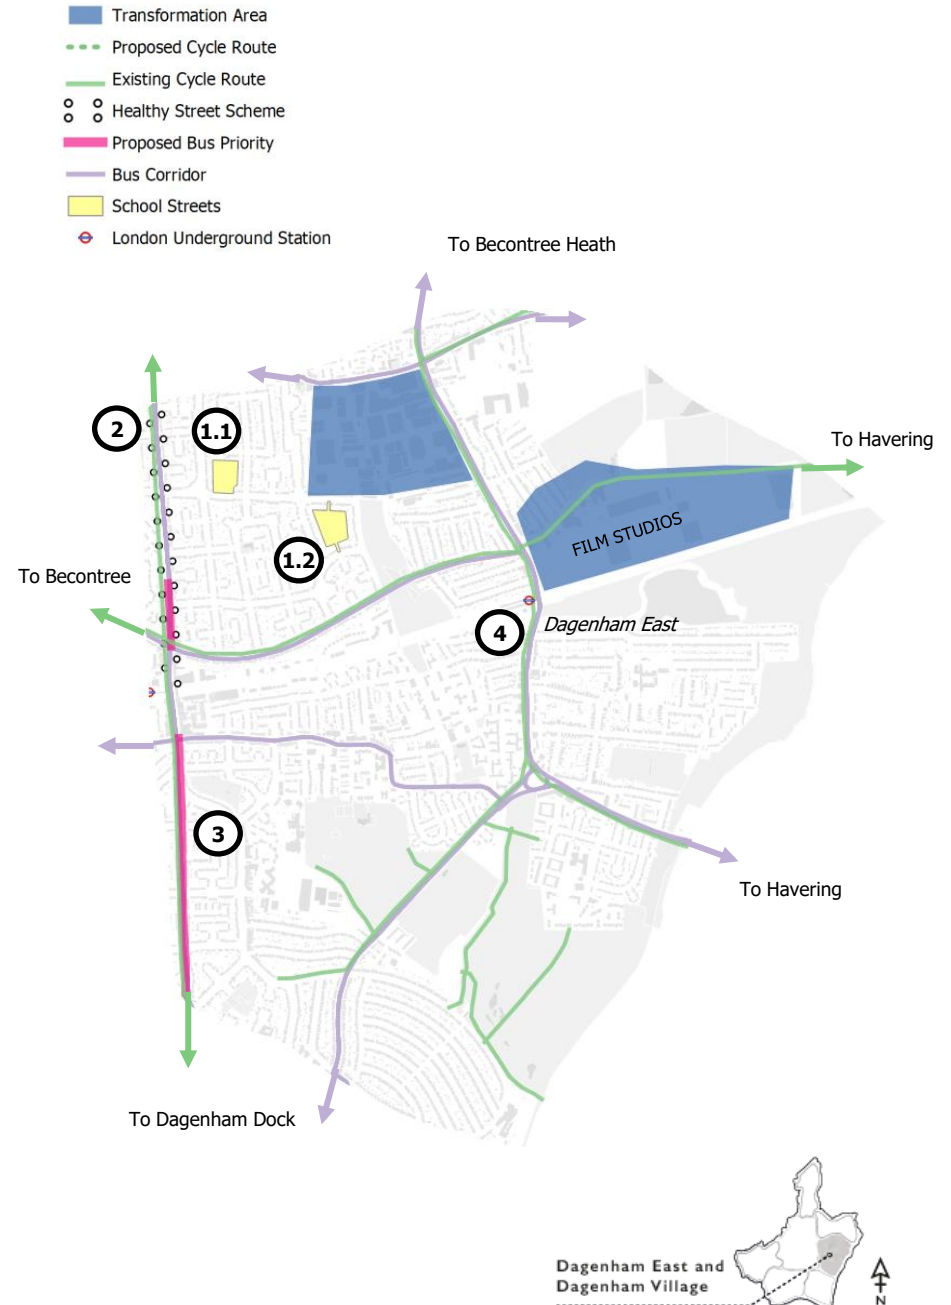 Transformation Area
Proposed Cycle Route
Existing Cycle Route
Healthy Street Scheme
Proposed Bus Priority
Bus Corridor
School Streets
London Underground Station
To Becontree Heath
2
1.1
To Havering
FILM STUDIOS
1.2
To Becontree
4
Dagenham East
3
To Havering
To Dagenham Dock
Dagenham East and
Dagenham Village
N